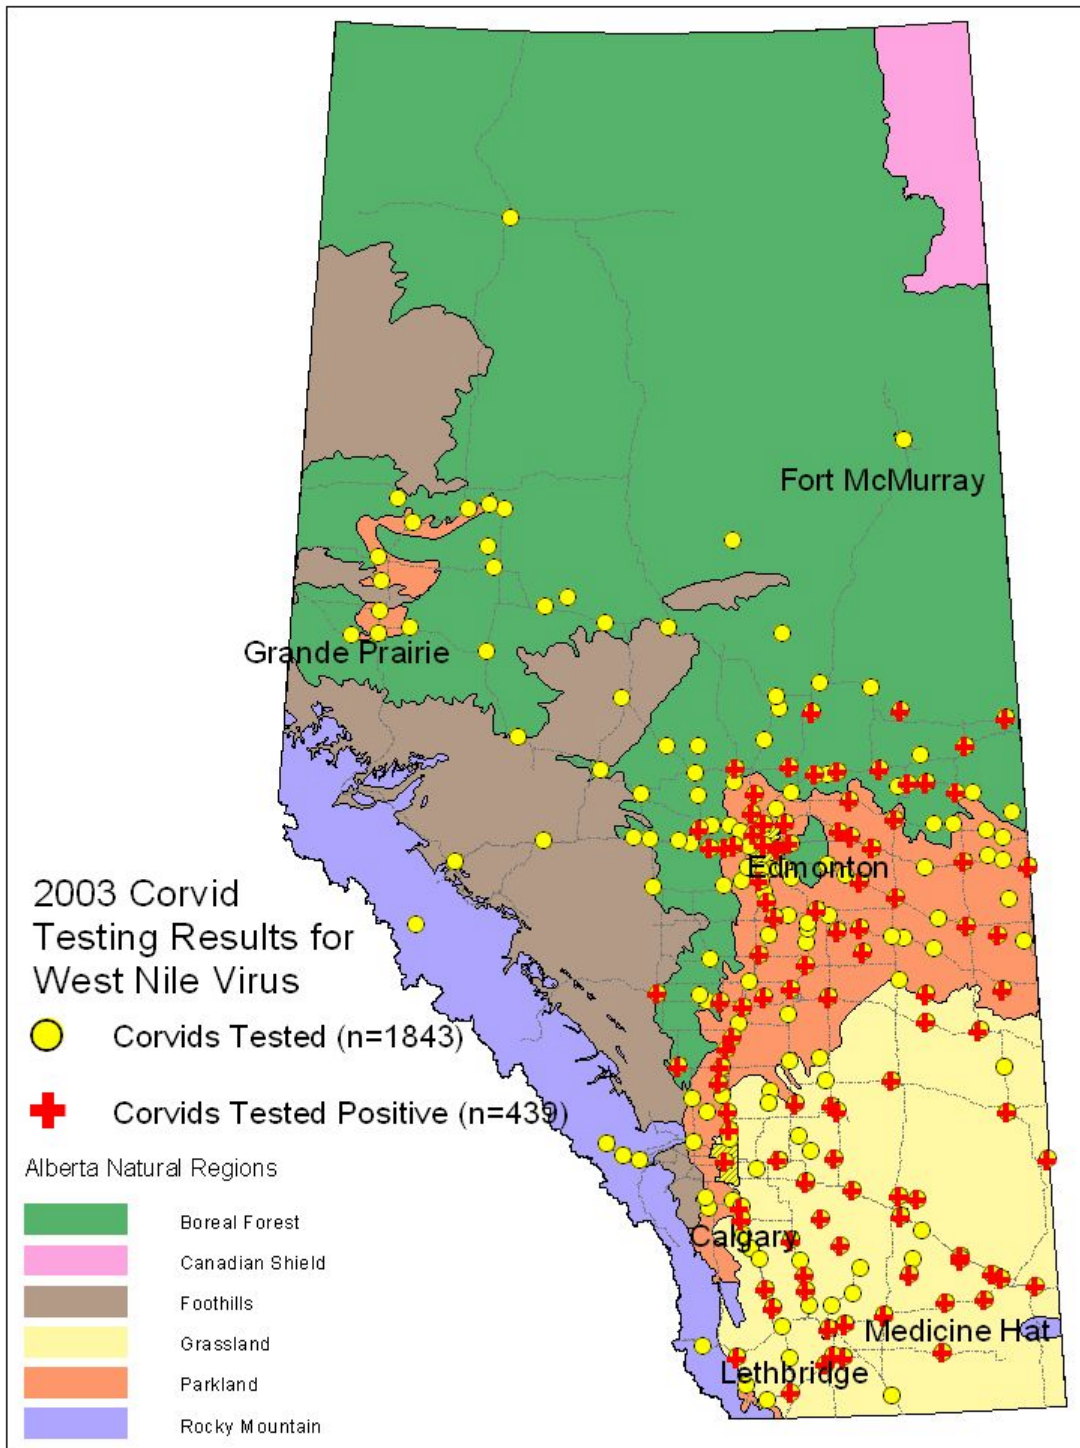 Fort McMurray
Grande Prairie
Edmonton
2003 Corvid
Testing Results for
West Nile Virus
Corvids Tested (n=1843)
Corvids Tested Positive (n=439)
Alberta Natural Regions
Boreal Forest
Canadian Shield
Calgary
Foothills
Grassland
Medicine Hat
Parkland
Lethbridge
Rocky Mountain